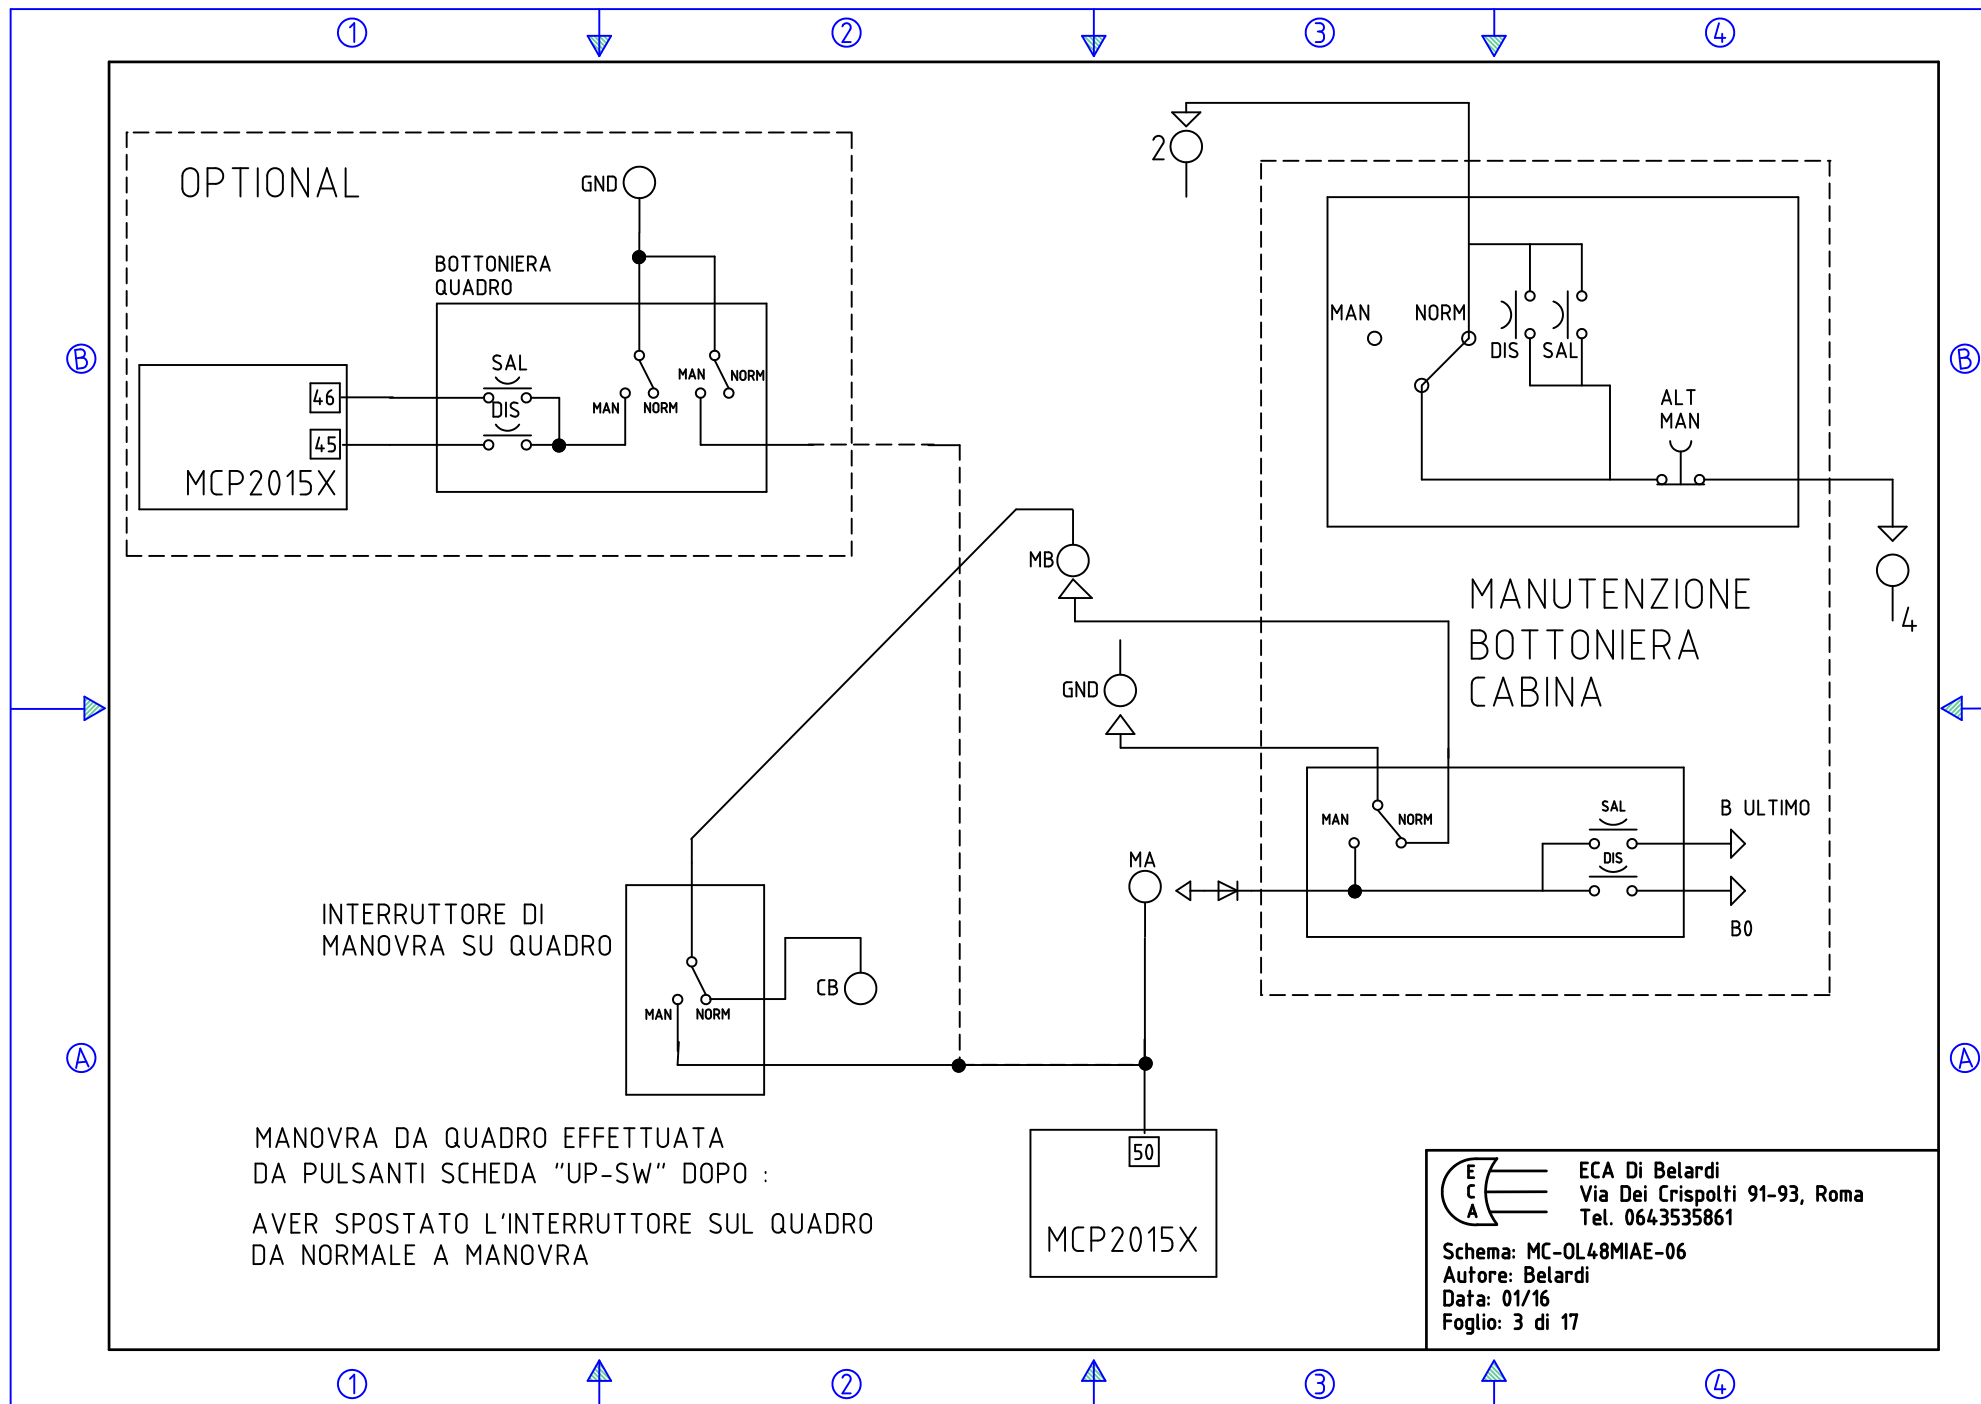 1
2
3
4
OPTIONAL
GND
BOTTONIERA
QUADRO
SAL
DIS
MAN
NORM
MAN
NORM
46
45
MCP2015X
2
MAN
NORM
DIS
SAL
ALT
MAN
4
MANUTENZIONE
BOTTONIERA
CABINA
B
B
MB
GND
MA
MAN
NORM
SAL
DIS
B ULTIMO
B0
INTERRUTTORE DI
MANOVRA SU QUADRO
MAN
NORM
CB
A
A
50
MCP2015X
MANOVRA DA QUADRO EFFETTUATA
DA PULSANTI SCHEDA "UP-SW" DOPO :
AVER SPOSTATO L'INTERRUTTORE SUL QUADRO
DA NORMALE A MANOVRA
E
C
A
ECA Di Belardi
Via Dei Crispolti 91-93, Roma
Tel. 0643535861
Schema: MC-OL48MIAE-06
Autore: Belardi
Data: 01/16
Foglio: 3 di 17
1
2
3
4